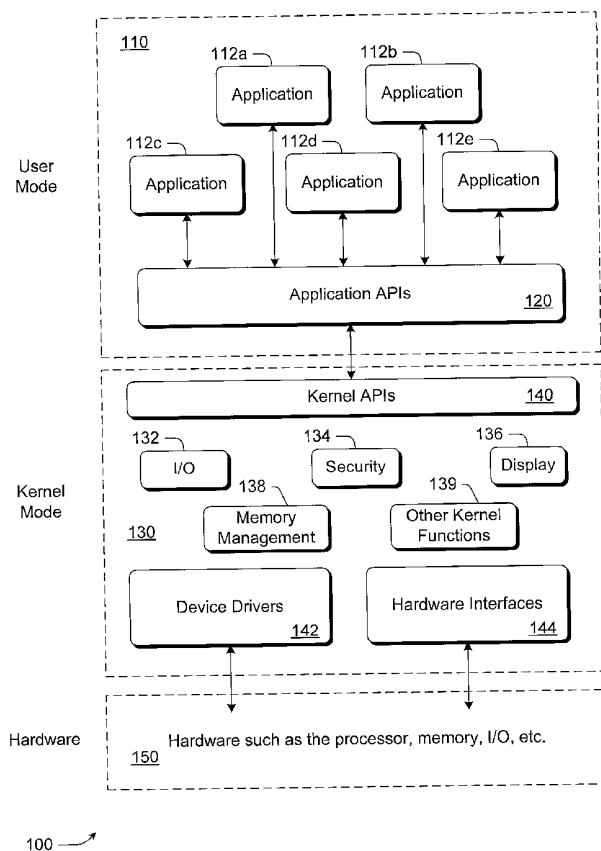 110
112a
112b
Application
Application
112c
112d
112e
User
Mode
Application
Application
Application
Application APIs
120
Kernel APIs
140
132
134
136
I/O
Security
Display
138
139
Kernel
Mode
130
Memory
Management
Other Kernel
Functions
Device Drivers
142
Hardware Interfaces
144
Hardware
150
Hardware such as the processor, memory, I/O, etc.
100